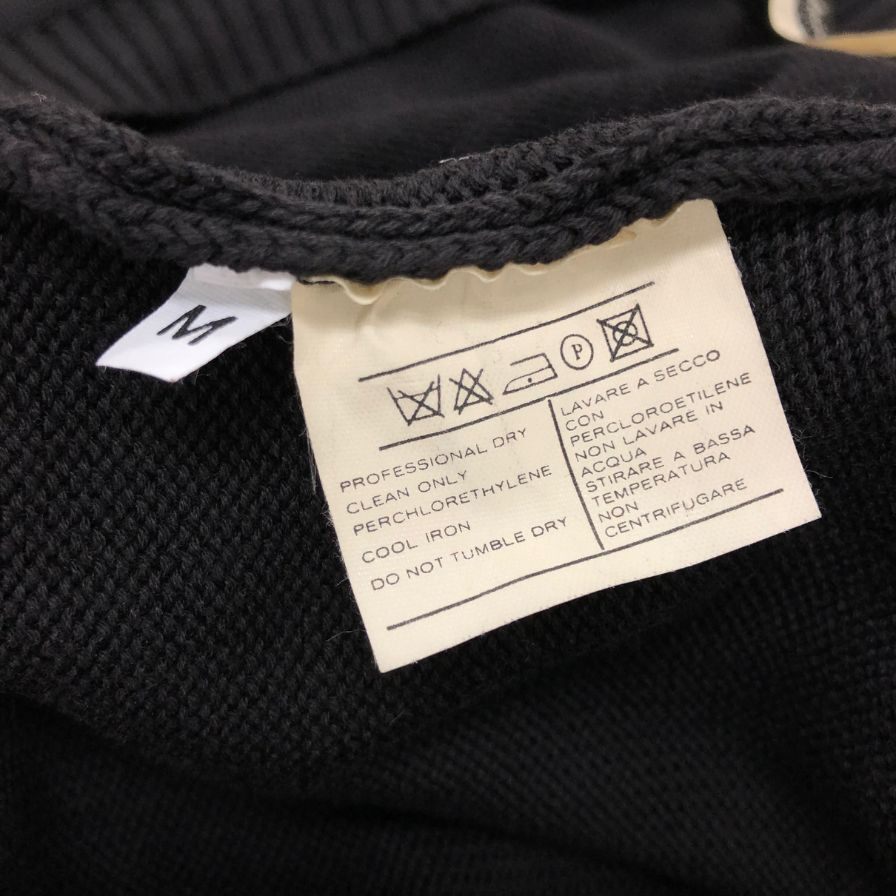 M
P
PROFESSIONAL DRY
CLEAN ONLY
PERCHLORETHYLENE
COOL IRON
DO NOT TUMBLE DRY
LAVARE A SECCO
CON
PERCLOROETILENE
NON LAVARE IN
ACQUA
STIRARE A BASSA
TEMPERATURA
NON
CENTRIFUGARE